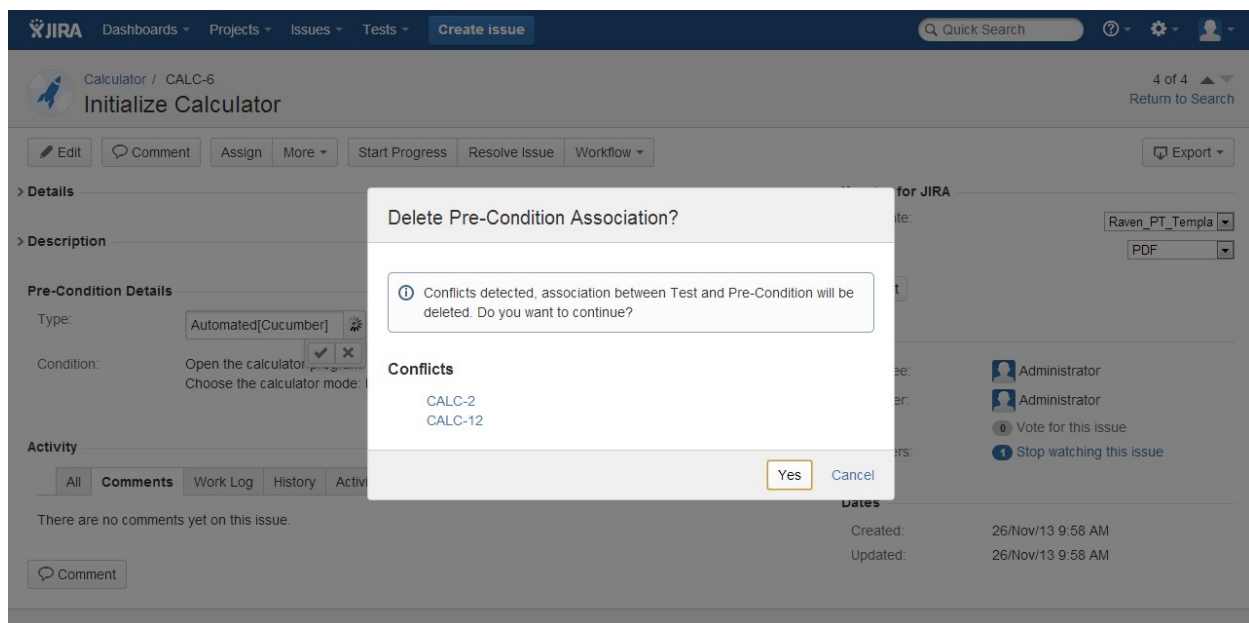 JIRA Dashboards Projects Issues Tests Create issue Quick Search
Calculator / CALC-6
Initialize Calculator
4 of 4
Return to Search
Edit Comment Assign More Start Progress Resolve Issue Workflow Export
Details
Description
Pre-Condition Details
Type: Automated[Cucumber]
Condition: Open the calculator
Choose the calculator mode:
Activity
All Comments Work Log History
There are no comments yet on this issue.
Comment
Delete Pre-Condition Association?
Conflicts detected, association between Test and Pre-Condition will be
deleted. Do you want to continue?
Conflicts
CALC-2
CALC-12
Yes Cancel
for JIRA
Raven_PT_Templa
PDF
Administrator
Administrator
0 Vote for this issue
1 Stop watching this issue
Dates
Created: 26/Nov/13 9:58 AM
Updated: 26/Nov/13 9:58 AM